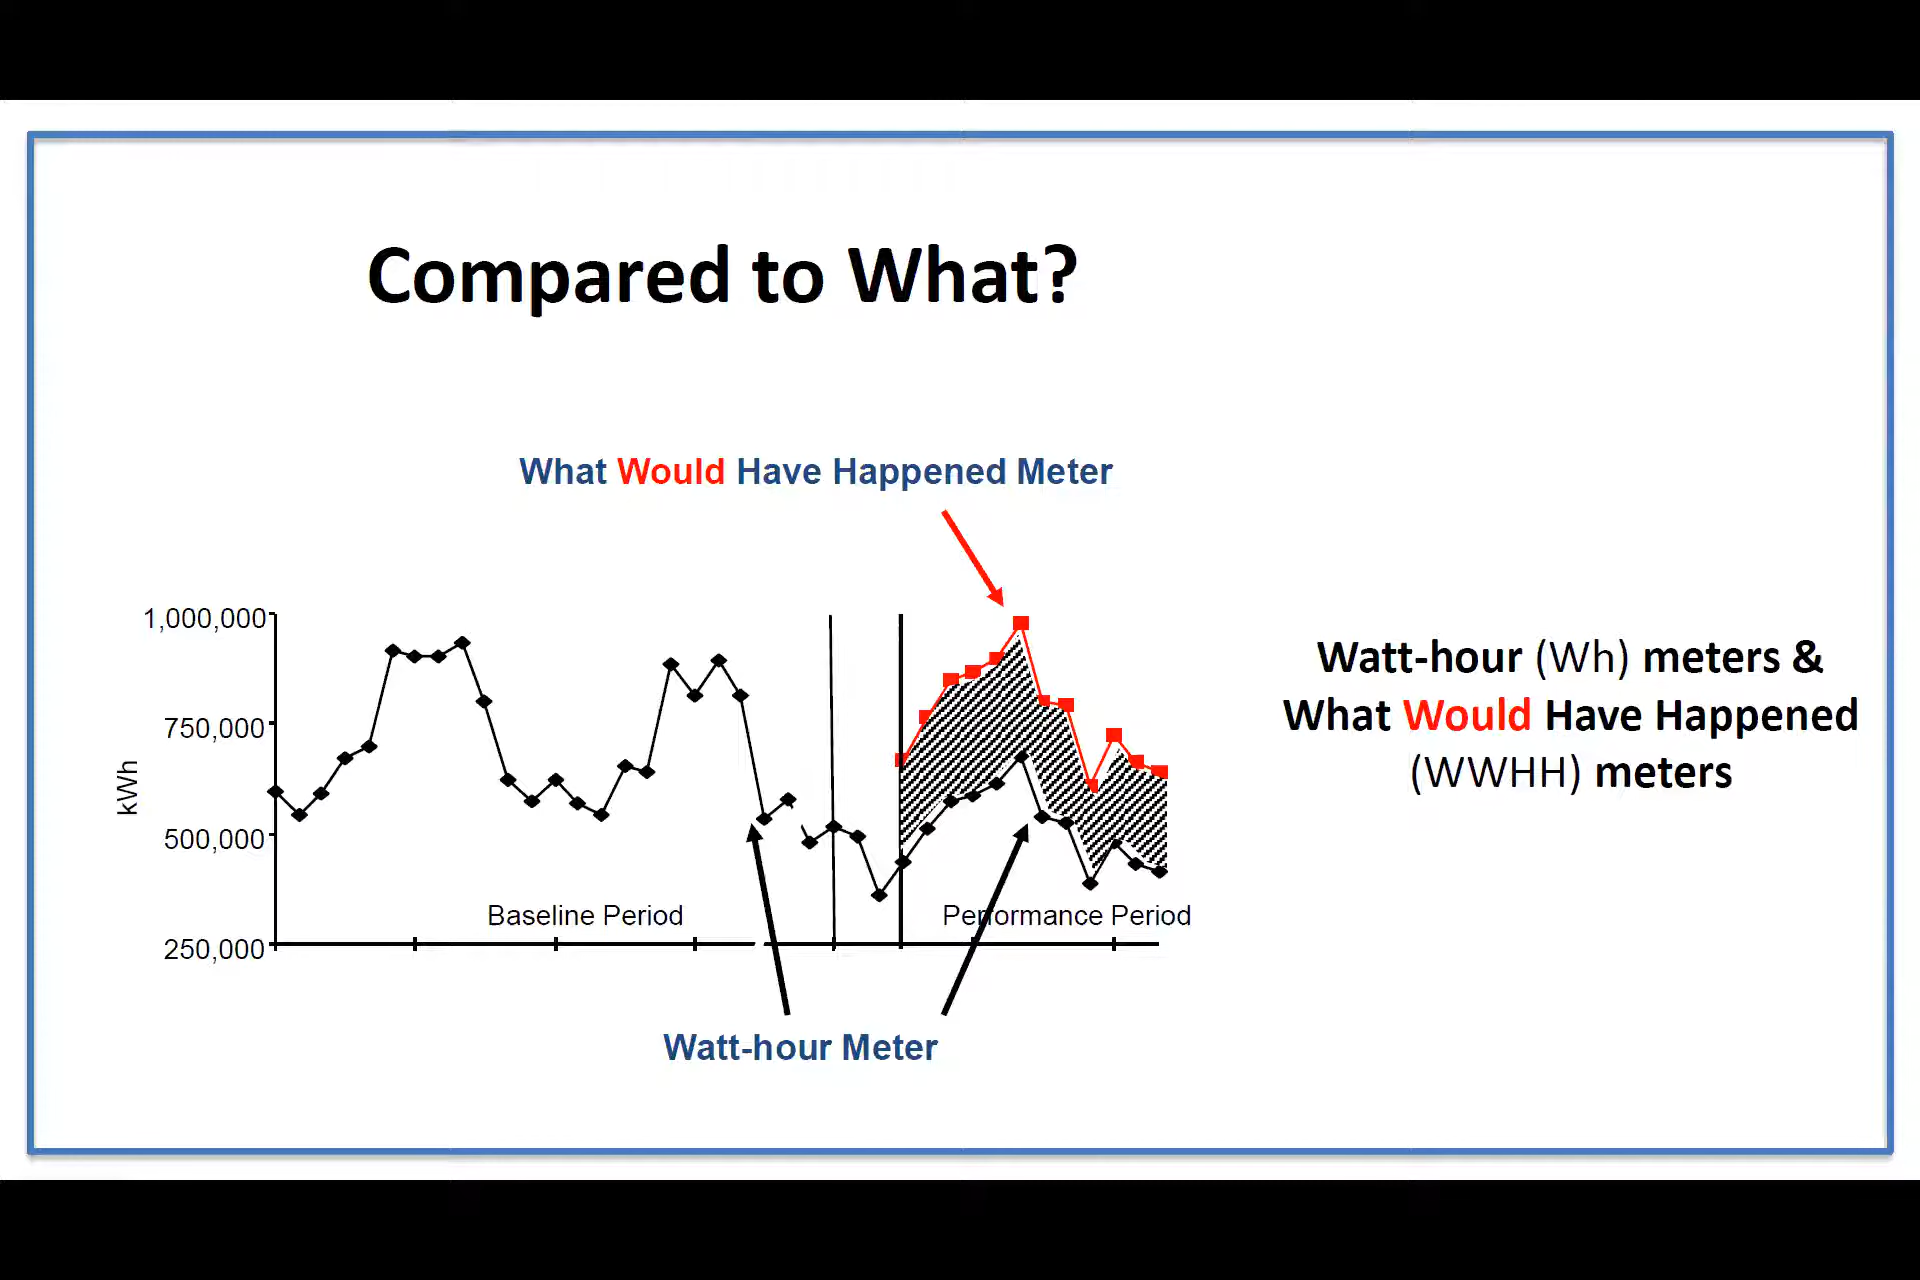 Compared to What?
What Would Have Happened Meter
1,000,000
750,000
500,000
250,000
kWh
Baseline Period
Performance Period
Watt-hour Meter
Watt-hour (Wh) meters &
What Would Have Happened
(WWHH) meters